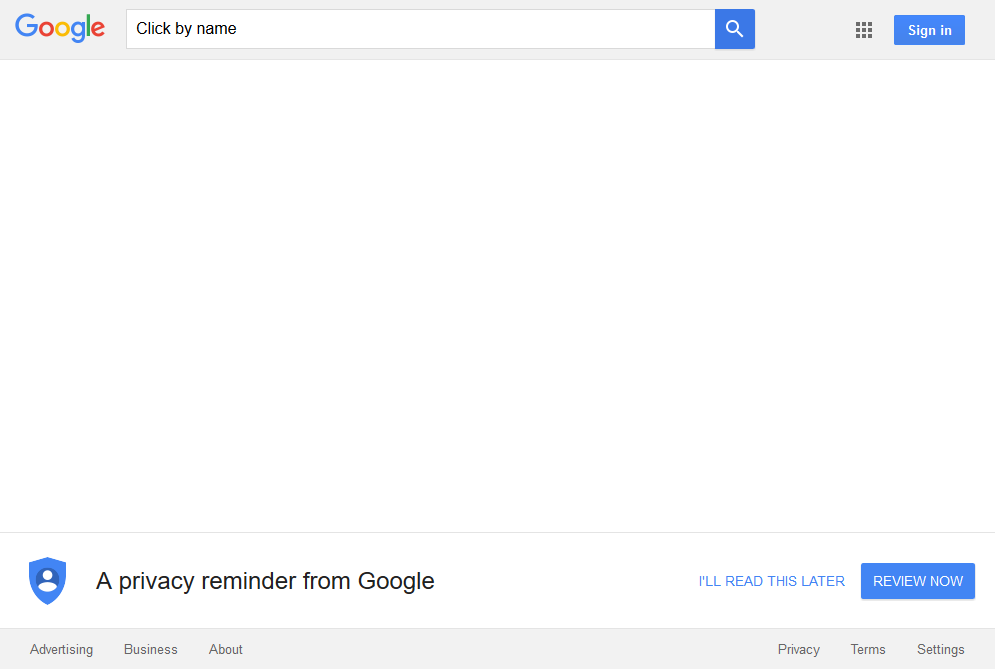 Google Click by name Sign in
A privacy reminder from Google I'LL READ THIS LATER REVIEW NOW
Advertising Business About Privacy Terms Settings